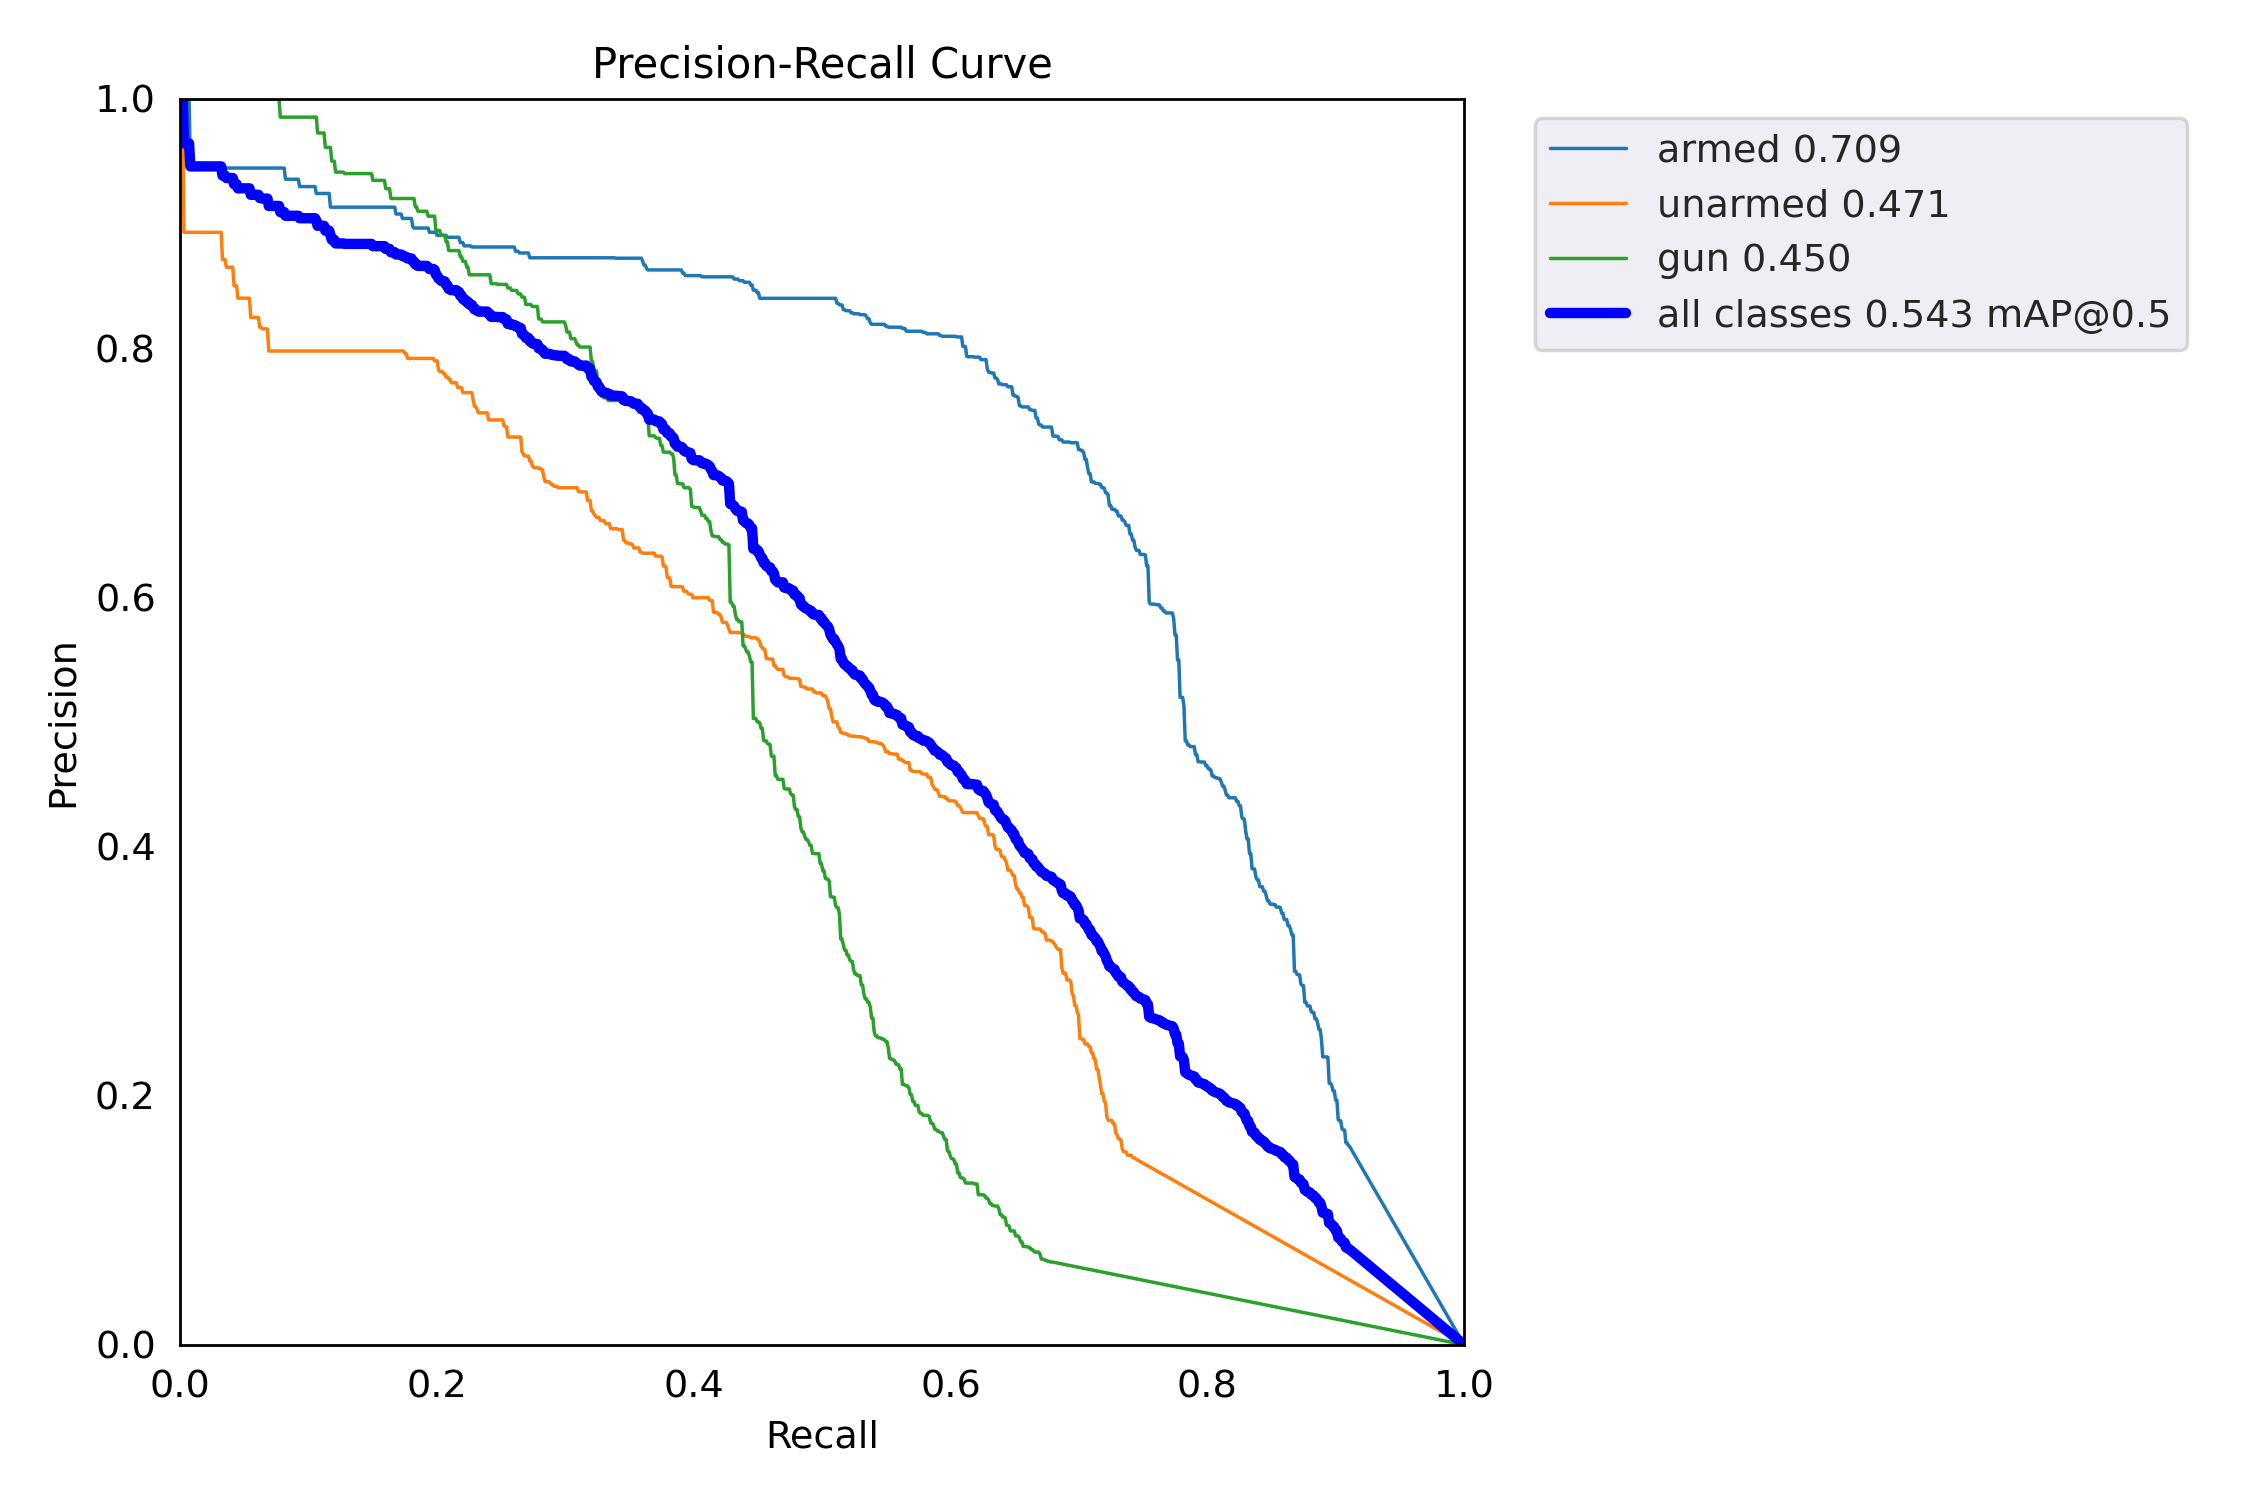 Precision-Recall Curve
armed 0.709
unarmed 0.471
gun 0.450
all classes 0.543 mAP@0.5
Precision
1.0
0.8
0.6
0.4
0.2
0.0
0.0 0.2 0.4 0.6 0.8 1.0
Recall